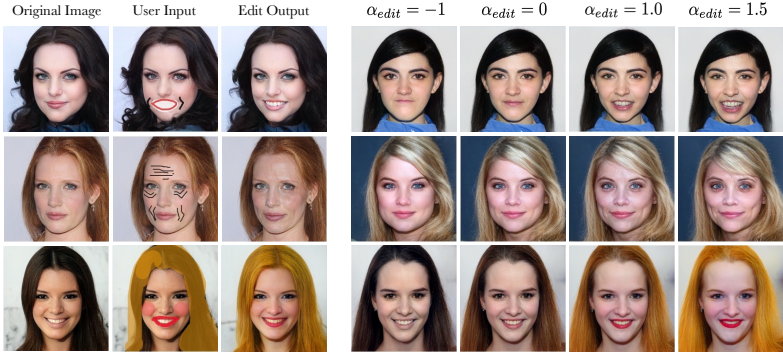 Original Image User Input Edit Output α_edit = −1 α_edit = 0 α_edit = 1.0 α_edit = 1.5